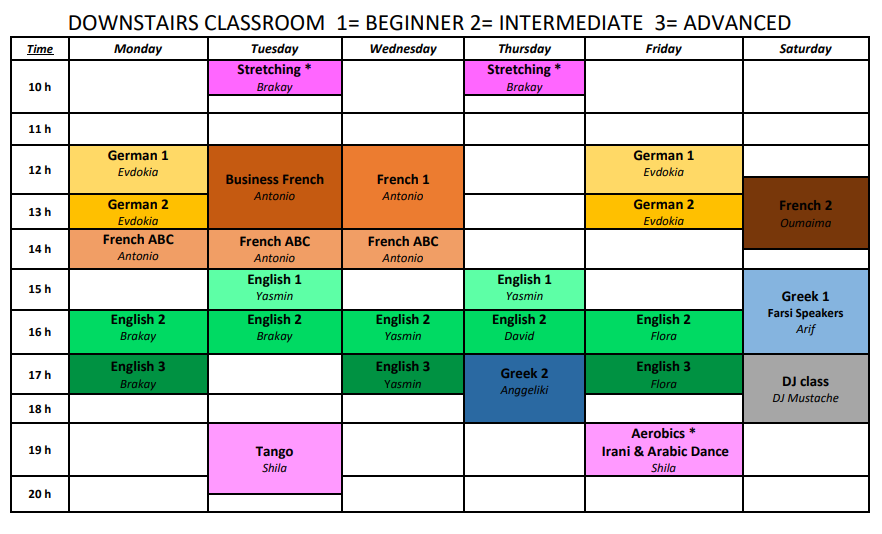 DOWNSTAIRS CLASSROOM 1= BEGINNER 2= INTERMEDIATE 3= ADVANCED
Time Monday Tuesday Wednesday Thursday Friday Saturday
10 h
Stretching *
Brakay
Stretching *
Brakay
11 h
12 h
German 1
Evdokia
Business French
Antonio
French 1
Antonio
German 1
Evdokia
13 h
German 2
Evdokia
German 2
Evdokia
French 2
Oumaima
14 h
French ABC
Antonio
French ABC
Antonio
French ABC
Antonio
15 h
English 1
Yasmin
English 1
Yasmin
Greek 1
Farsi Speakers
Arif
16 h
English 2
Brakay
English 2
Brakay
English 2
Yasmin
English 2
David
English 2
Flora
17 h
English 3
Brakay
English 3
Yasmin
Greek 2
Anggeliki
English 3
Flora
DJ class
DJ Mustache
18 h
19 h
Tango
Shila
Aerobics *
Irani & Arabic Dance
Shila
20 h